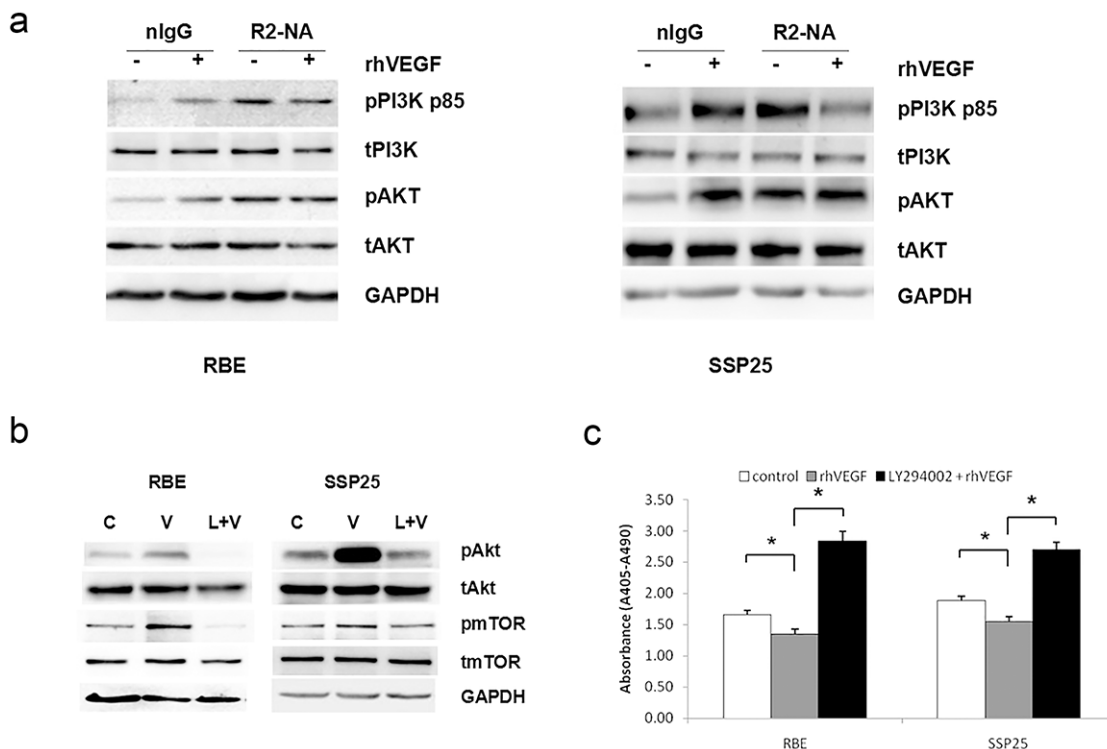 a
nIgG R2-NA
- + - + rhVEGF
pPI3K p85
tPI3K
pAKT
tAKT
GAPDH
RBE
nIgG R2-NA
- + - + rhVEGF
pPI3K p85
tPI3K
pAKT
tAKT
GAPDH
SSP25
b
RBE SSP25
C V L+V C V L+V
pAkt
tAkt
pmTOR
tmTOR
GAPDH
c
control rhVEGF LY294002 + rhVEGF
Absorbance (A405-A490)
3.50
3.00
2.50
2.00
1.50
1.00
0.50
0.00
* * * *
RBE SSP25